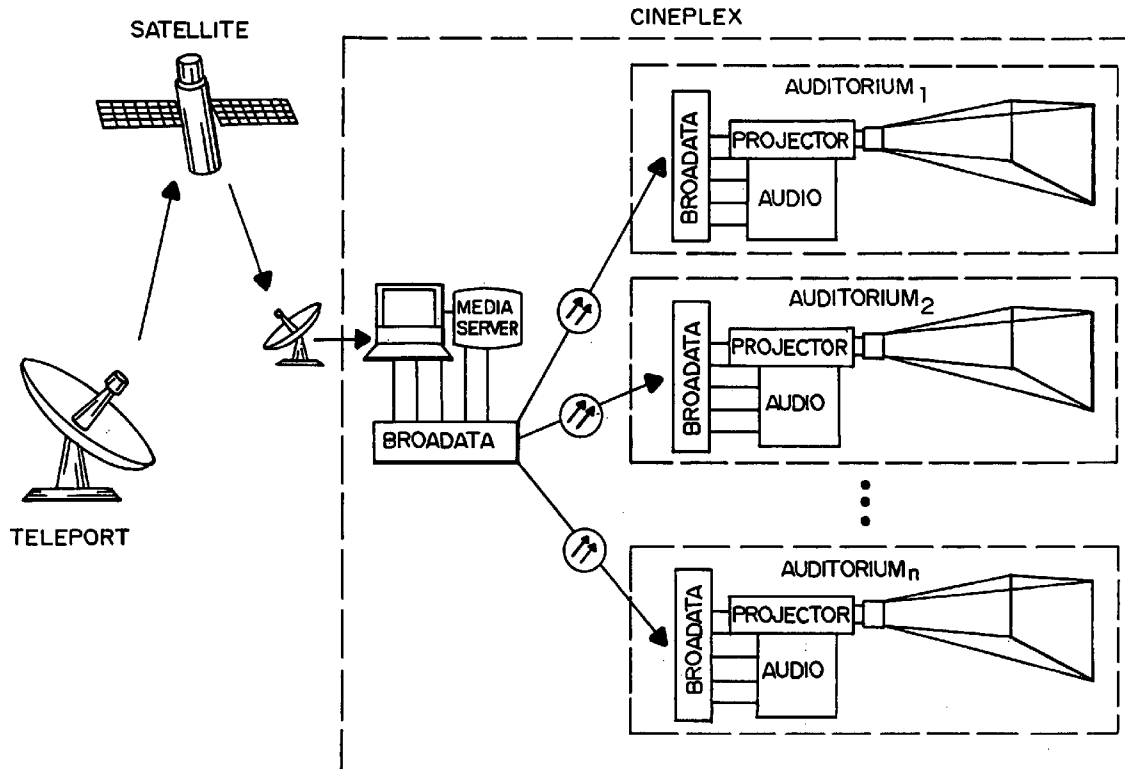 CINEPLEX
SATELLITE
TELEPORT
MEDIA
SERVER
BROADATA
AUDITORIUM1
BROADATA
PROJECTOR
AUDIO
AUDITORIUM2
BROADATA
PROJECTOR
AUDIO
AUDITORIUMn
BROADATA
PROJECTOR
AUDIO